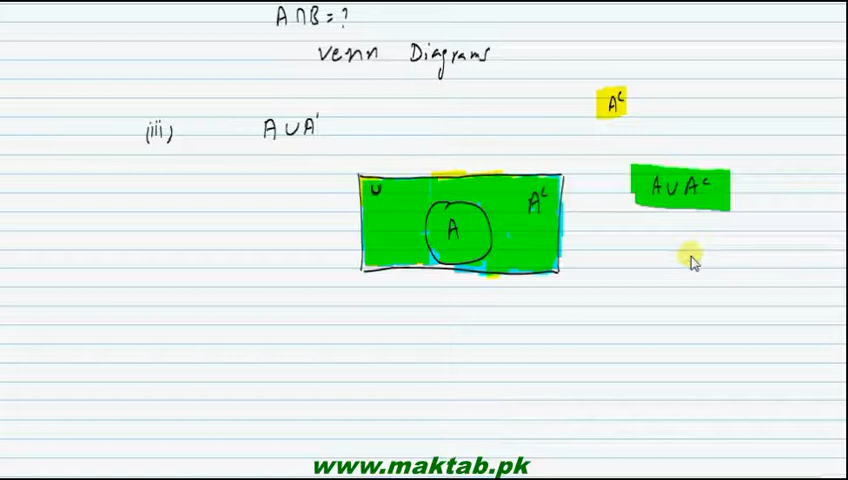 A∩B=?
Venn Diagrams
A^c
(iii) A∪A'
U
A^c
A∪A^c
A
www.maktab.pk